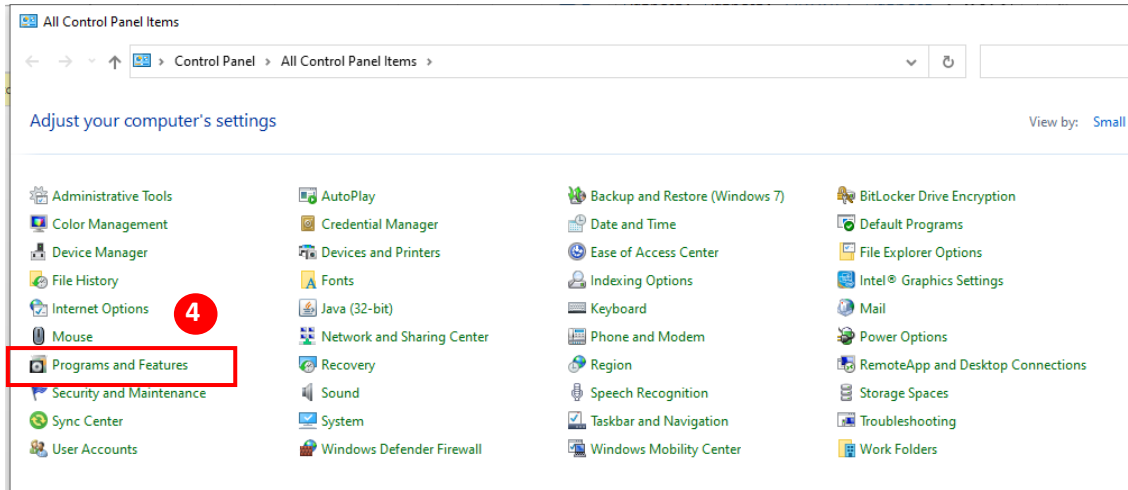 All Control Panel Items
Control Panel > All Control Panel Items >
Adjust your computer's settings
View by: Small
Administrative Tools
AutoPlay
Backup and Restore (Windows 7)
BitLocker Drive Encryption
Color Management
Credential Manager
Date and Time
Default Programs
Device Manager
Devices and Printers
Ease of Access Center
File Explorer Options
File History
Fonts
Indexing Options
Intel® Graphics Settings
Internet Options
4
Java (32-bit)
Keyboard
Mail
Mouse
Network and Sharing Center
Phone and Modem
Power Options
Programs and Features
Recovery
Region
RemoteApp and Desktop Connections
Security and Maintenance
Sound
Speech Recognition
Storage Spaces
Sync Center
System
Taskbar and Navigation
Troubleshooting
User Accounts
Windows Defender Firewall
Windows Mobility Center
Work Folders